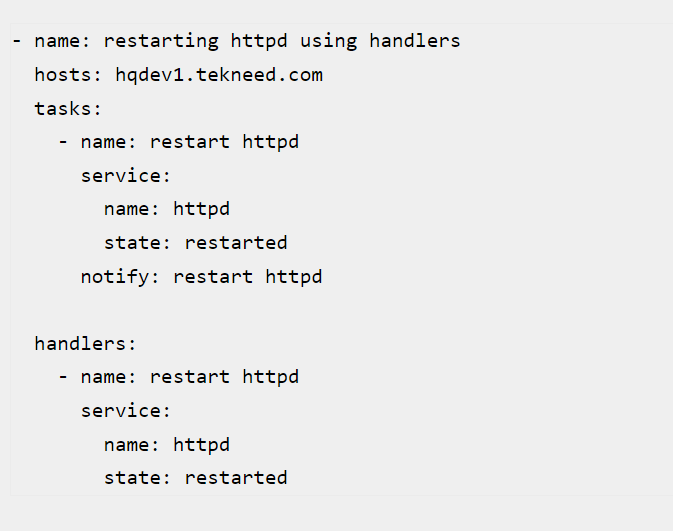 - name: restarting httpd using handlers
  hosts: hqdev1.tekneed.com
  tasks:
    - name: restart httpd
      service:
        name: httpd
        state: restarted
      notify: restart httpd

  handlers:
    - name: restart httpd
      service:
        name: httpd
        state: restarted